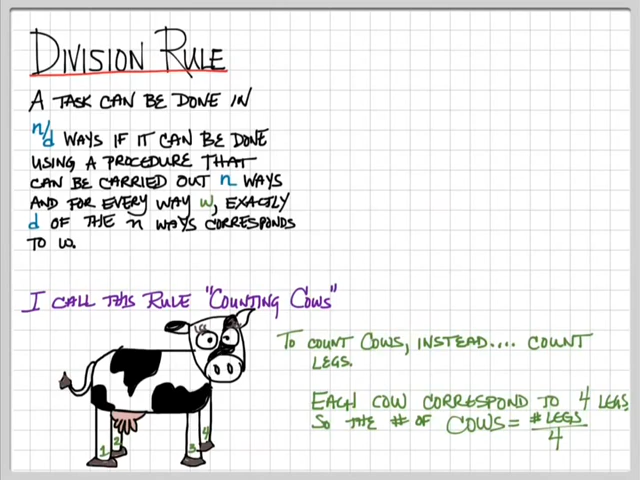 DIVISION RULE
A TASK CAN BE DONE IN
n/d WAYS IF IT CAN BE DONE
USING A PROCEDURE THAT
CAN BE CARRIED OUT n WAYS
AND FOR EVERY WAY w, EXACTLY
d OF THE n WAYS CORRESPONDS
TO w.
I CALL THIS RULE "COUNTING COWS"
TO COUNT COWS, INSTEAD.... COUNT
LEGS.
EACH COW CORRESPOND TO 4 LEGS
SO THE # OF COWS = # LEGS
4
1 2 3 4